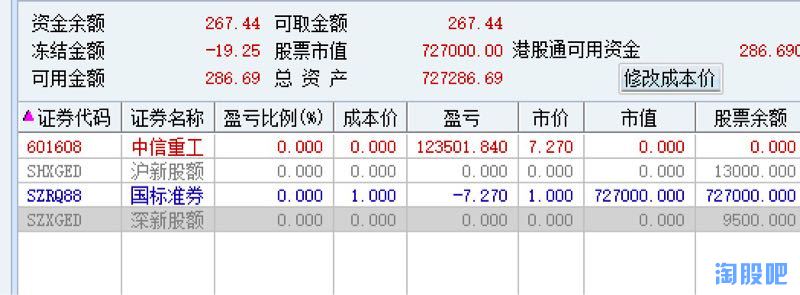 资金余额 267.44 可取金额 267.44
冻结金额 -19.25 股票市值 727000.00 港股通可用资金 286.690
可用金额 286.69 总资产 727286.69 修改成本价
证券代码 证券名称 盈亏比例(%) 成本价 盈亏 市价 市值 股票余额
601608 中信重工 0.000 0.000 123501.840 7.270 0.000 0.000
SHXGED 沪新股额 0.000 0.000 0.000 0.000 0.000 13000.000
SZRQ88 国标准券 0.000 1.000 -7.270 1.000 727000.000 727000.000
SZXGED 深新股额 0.000 0.000 0.000 0.000 0.000 9500.000
淘股吧